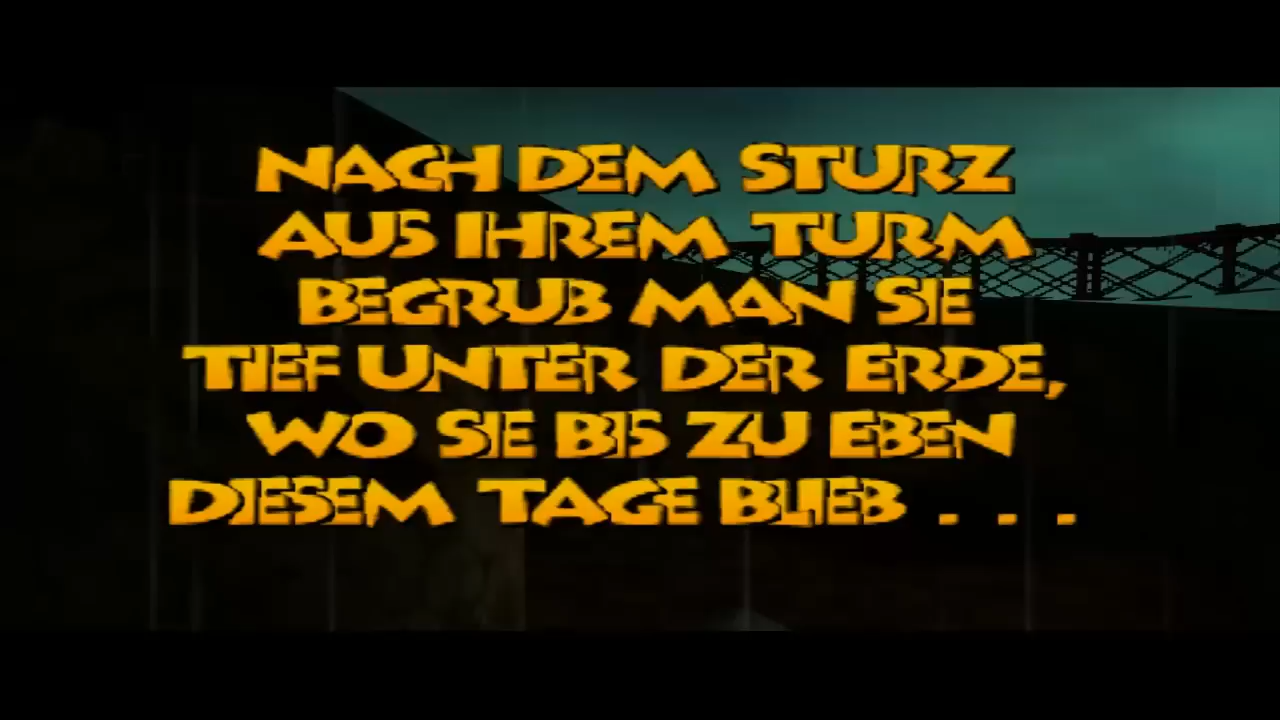 NACH DEM STURZ
AUS IHREM TURM
BEGRUB MAN SIE
TIEF UNTER DER ERDE,
WO SIE BIS ZU EBEN
DIESEM TAGE BLIEB . . .